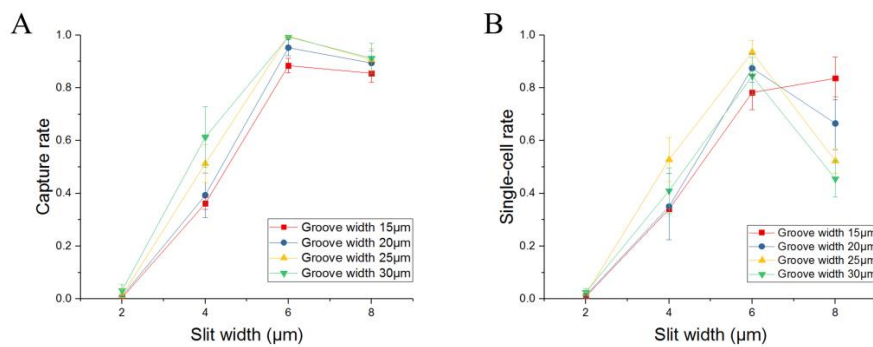 A
Capture rate
1.0
0.8
0.6
0.4
0.2
0.0
2 4 6 8
Slit width (μm)
Groove width 15μm
Groove width 20μm
Groove width 25μm
Groove width 30μm
B
Single-cell rate
1.0
0.8
0.6
0.4
0.2
0.0
2 4 6 8
Slit width (μm)
Groove width 15μm
Groove width 20μm
Groove width 25μm
Groove width 30μm